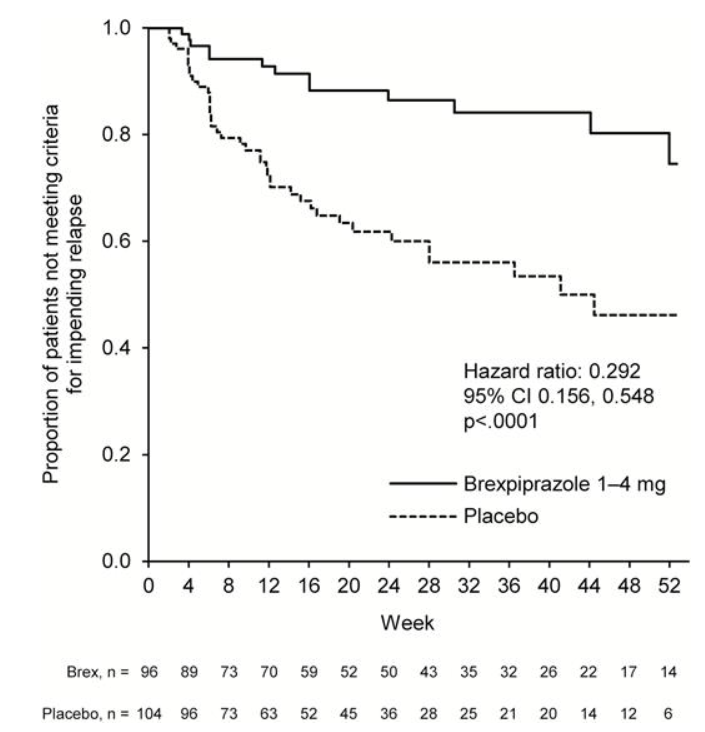 Proportion of patients not meeting criteria
for impending relapse
1.0
0.8
0.6
0.4
0.2
0.0
Hazard ratio: 0.292
95% CI 0.156, 0.548
p<.0001
Brexpiprazole 1–4 mg
Placebo
0 4 8 12 16 20 24 28 32 36 40 44 48 52
Week
Brex, n = 96 89 73 70 59 52 50 43 35 32 26 22 17 14
Placebo, n = 104 96 73 63 52 45 36 28 25 21 20 14 12 6